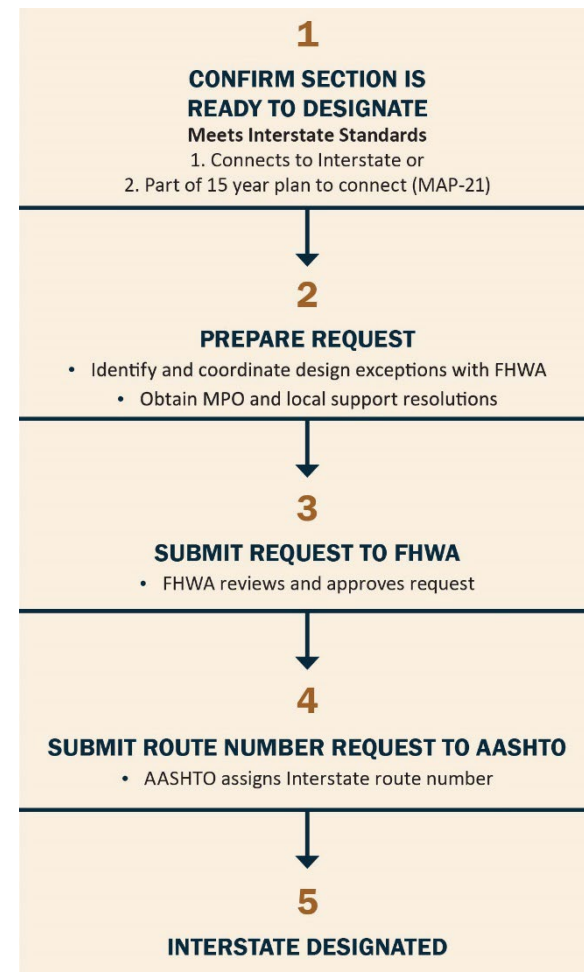 1
CONFIRM SECTION IS
READY TO DESIGNATE
Meets Interstate Standards
1. Connects to Interstate or
2. Part of 15 year plan to connect (MAP-21)
2
PREPARE REQUEST
• Identify and coordinate design exceptions with FHWA
• Obtain MPO and local support resolutions
3
SUBMIT REQUEST TO FHWA
• FHWA reviews and approves request
4
SUBMIT ROUTE NUMBER REQUEST TO AASHTO
• AASHTO assigns Interstate route number
5
INTERSTATE DESIGNATED